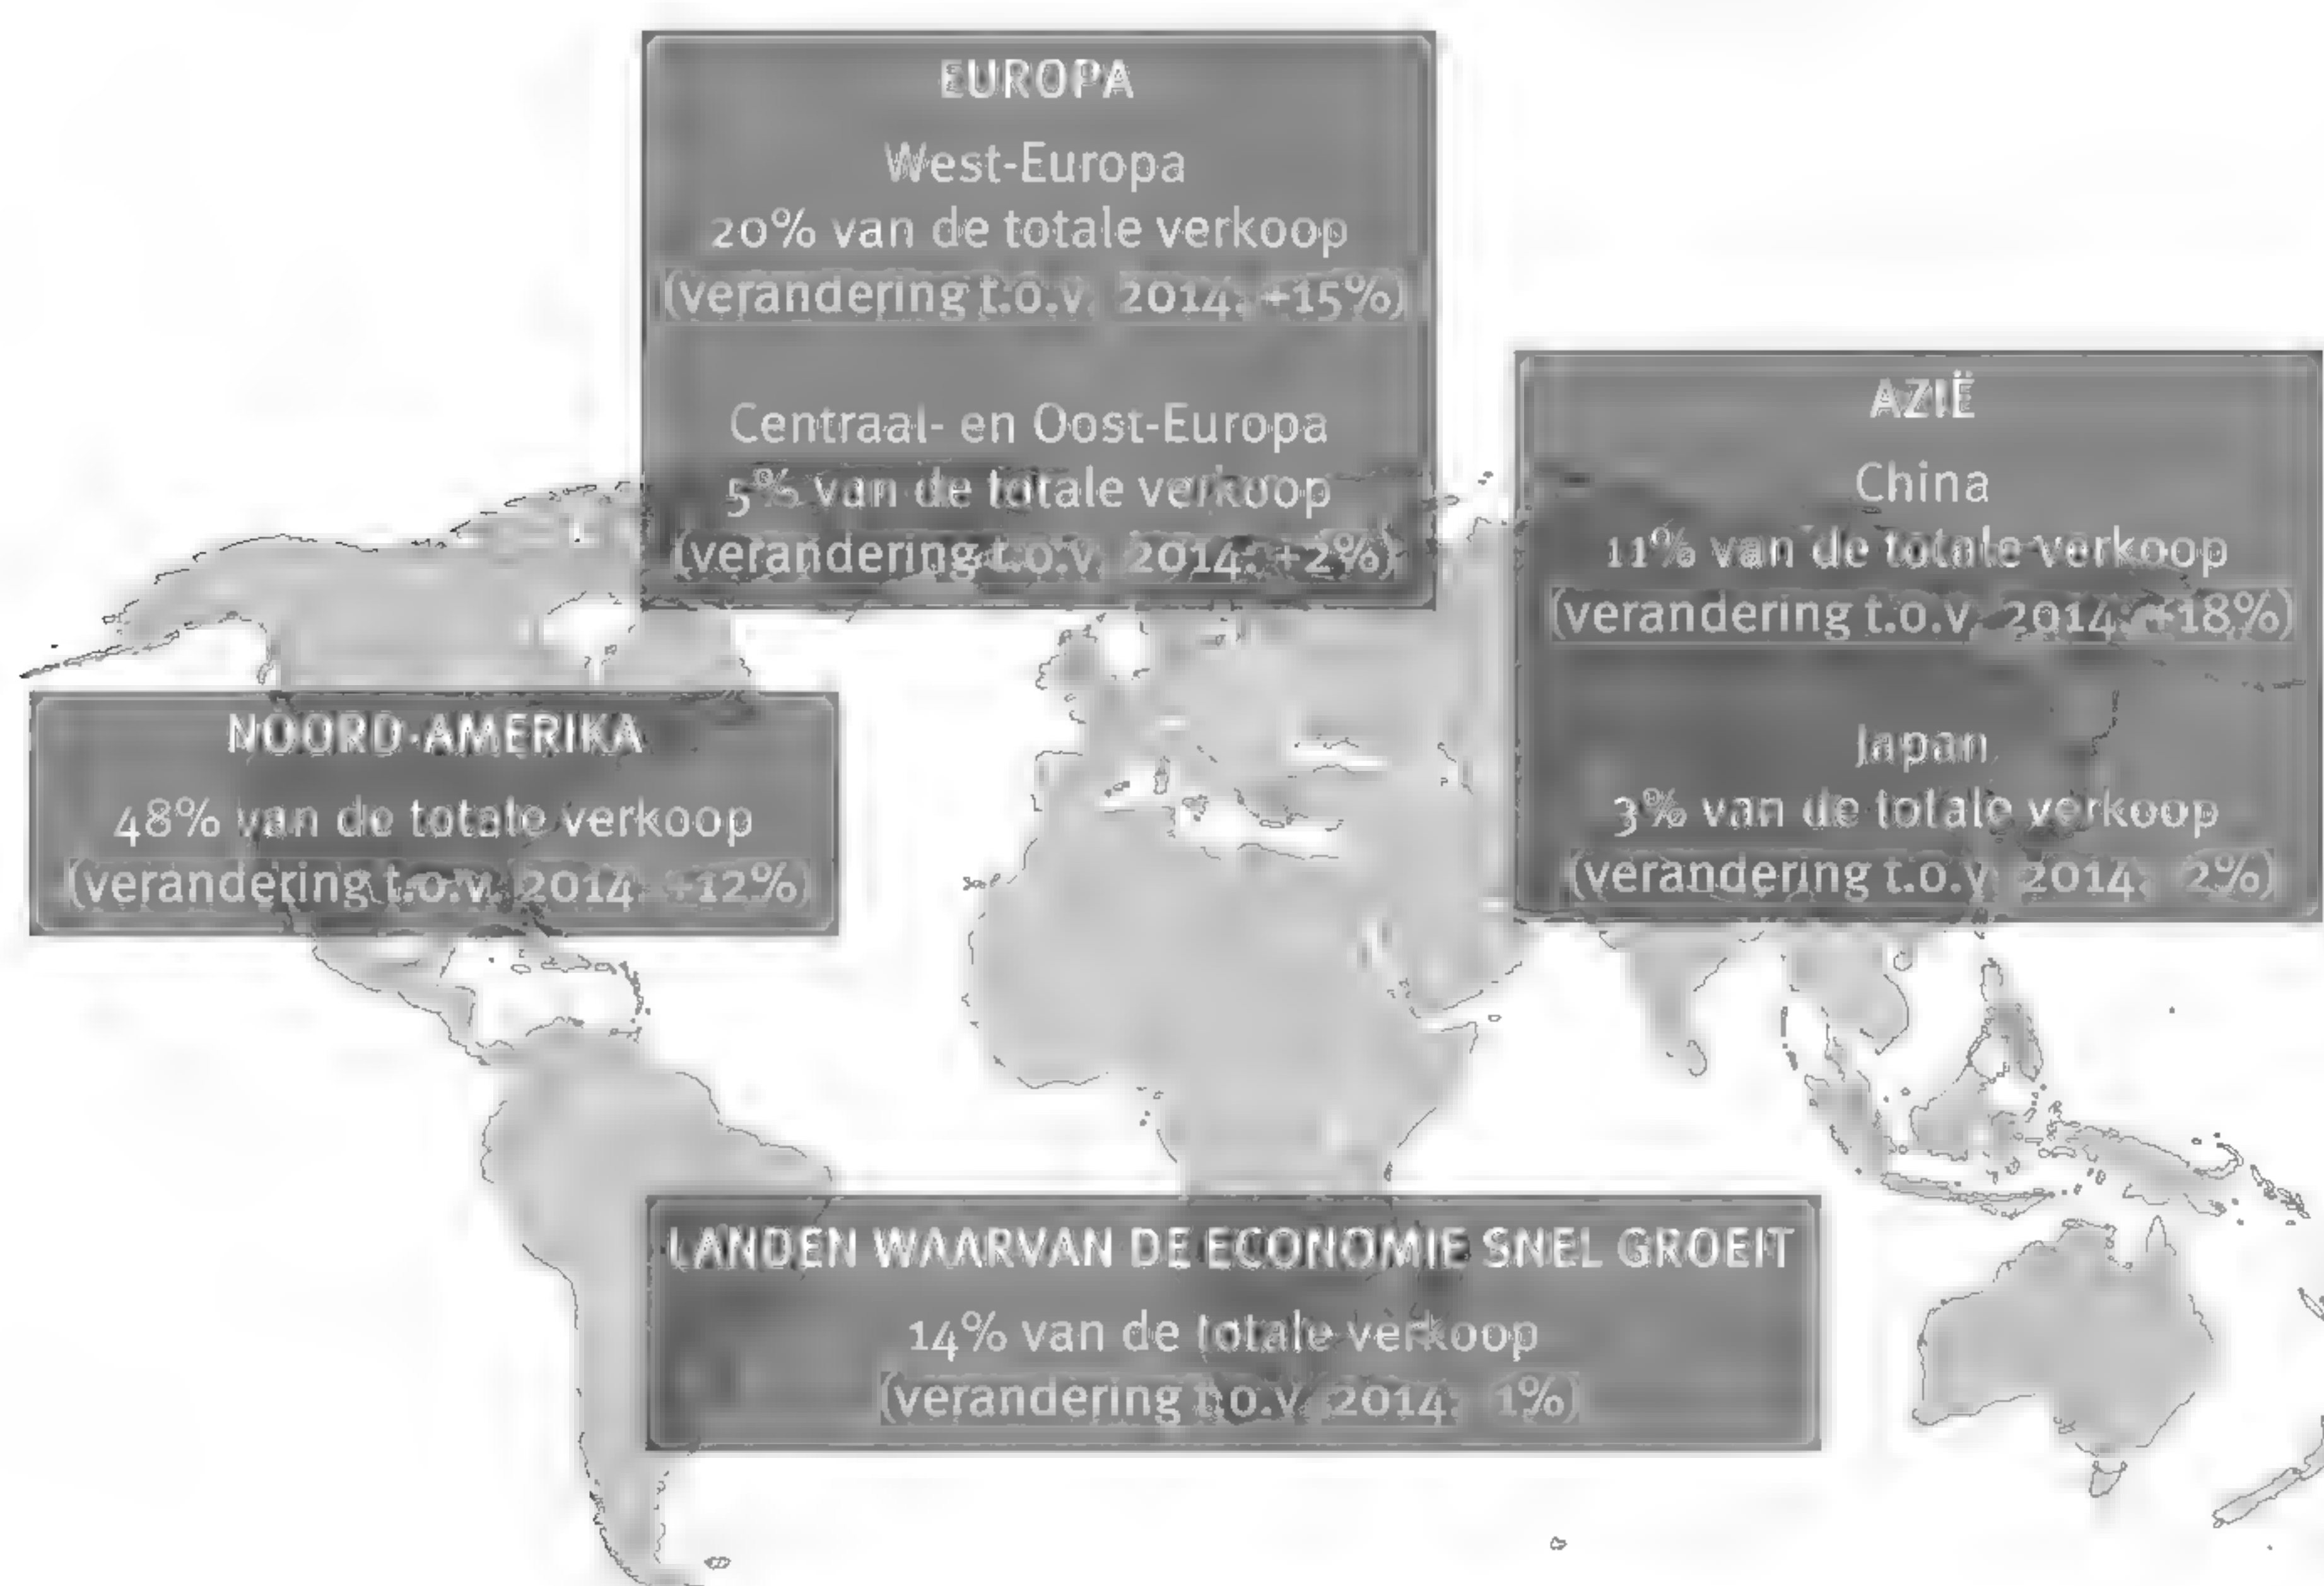 EUROPA
West-Europa
20% van de totale verkoop
(verandering t.o.v. 2014: +15%)
Centraal- en Oost-Europa
5% van de totale verkoop
(verandering t.o.v. 2014: +2%)
AZIË
China
11% van de totale verkoop
(verandering t.o.v. 2014: +18%)
Japan
3% van de totale verkoop
(verandering t.o.v. 2014: 2%)
NOORD-AMERIKA
48% van de totale verkoop
(verandering t.o.v. 2014: +12%)
LANDEN WAARVAN DE ECONOMIE SNEL GROEIT
14% van de totale verkoop
(verandering t.o.v. 2014: 1%)